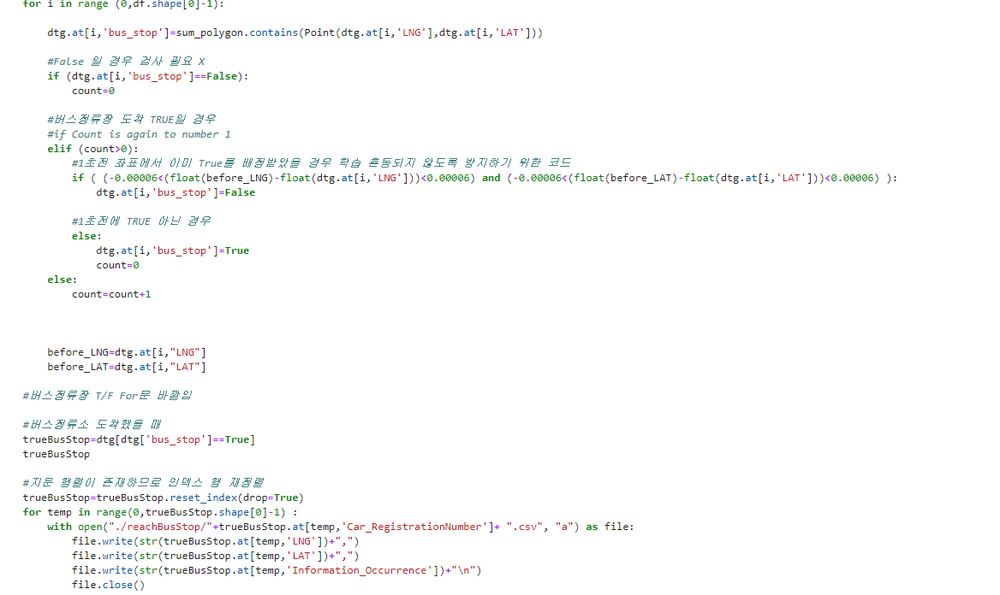 for i in range (0,df.shape[0]-1):
dtg.at[i,'bus_stop']=sum_polygon.contains(Point(dtg.at[i,'LNG'],dtg.at[i,'LAT']))
#False 일 경우 검사 필요 X
if (dtg.at[i,'bus_stop']==False):
count=0
#버스정류장 도착 TRUE일 경우
#if Count is again to number 1
elif (count>0):
#1초전 좌표에서 이미 True를 배정받았을 경우 학습 혼동되지 않도록 방지하기 위한 코드
if ( (-0.00006<(float(before_LNG)-float(dtg.at[i,'LNG']))<0.00006) and (-0.00006<(float(before_LAT)-float(dtg.at[i,'LAT']))<0.00006) ):
dtg.at[i,'bus_stop']=False
#1초전에 TRUE 아닌 경우
else:
dtg.at[i,'bus_stop']=True
count=0
else:
count=count+1
before_LNG=dtg.at[i,"LNG"]
before_LAT=dtg.at[i,"LAT"]
#버스정류장 T/F For문 바깥임
#버스정류소 도착했을 때
trueBusStop=dtg[dtg['bus_stop']==True]
trueBusStop
#지운 행렬이 존재하므로 인덱스 행 재정렬
trueBusStop=trueBusStop.reset_index(drop=True)
for temp in range(0,trueBusStop.shape[0]-1) :
with open("./reachBusStop/"+trueBusStop.at[temp,'Car_RegistrationNumber']+ ".csv", "a") as file:
file.write(str(trueBusStop.at[temp,'LNG'])+",")
file.write(str(trueBusStop.at[temp,'LAT'])+",")
file.write(str(trueBusStop.at[temp,'Information_Occurrence'])+"\n")
file.close()